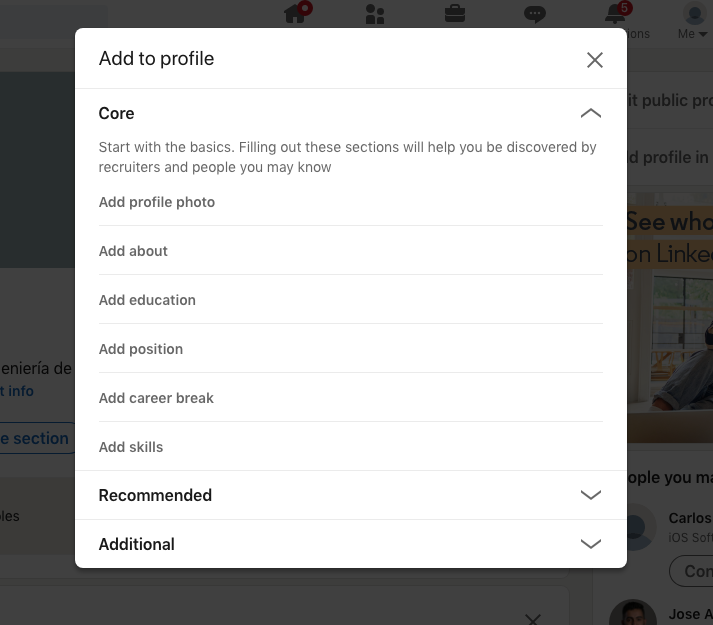 5
ons
Me
Add to profile
it public pro
Core
Start with the basics. Filling out these sections will help you be discovered by
recruiters and people you may know
d profile in
Add profile photo
See who
on Linke
Add about
Add education
Add position
eniería de
t info
Add career break
e section
Add skills
ople you ma
Recommended
les
Carlos
iOS Soft
Additional
Con
Jose A